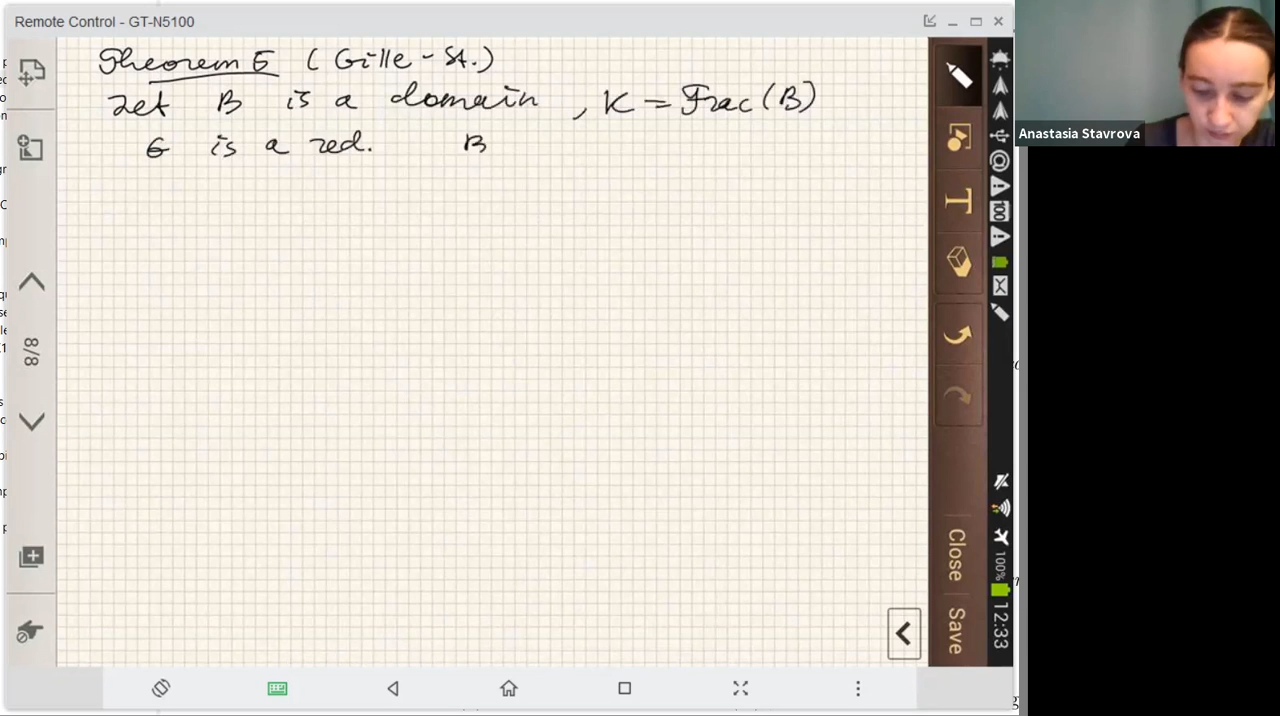 Remote Control - GT-N5100
Theorem 6 (Gille - St.)
Let B is a domain, K = Frac(B)
G is a red. B
Anastasia Stavrova
8/8
T
Close
Save
100%
12:33